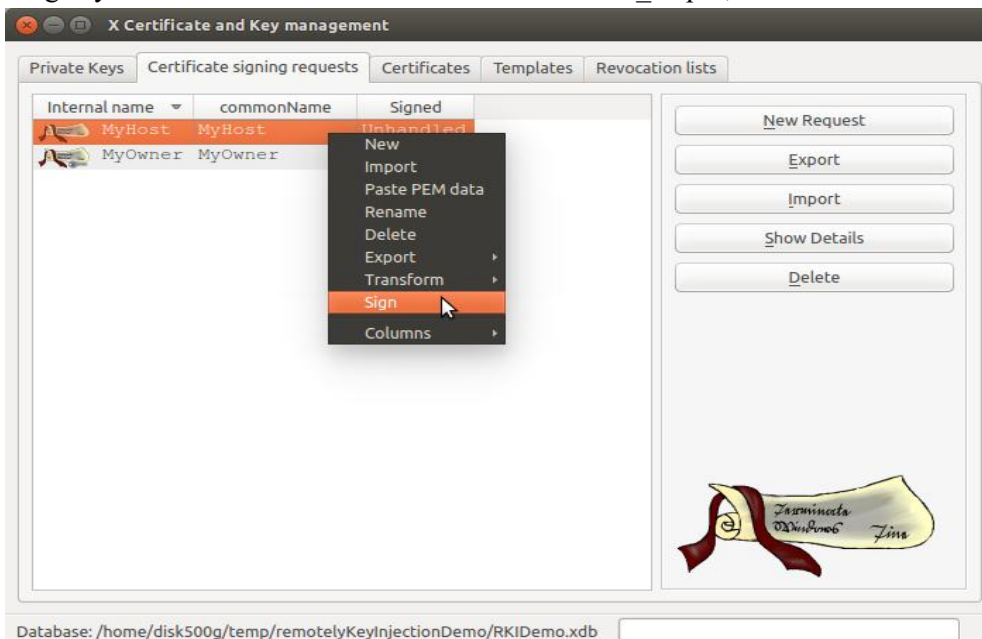 X Certificate and Key management
Private Keys Certificate signing requests Certificates Templates Revocation lists
Internal name commonName Signed
MyHost MyHost Unhandled
MyOwner MyOwner
New
Import
Paste PEM data
Rename
Delete
Export
Transform
Sign
Columns
New Request
Export
Import
Show Details
Delete
Database: /home/disk500g/temp/remotelyKeyInjectionDemo/RKIDemo.xdb